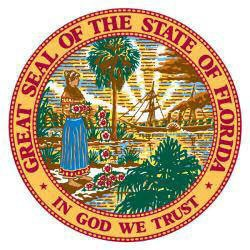 GREAT SEAL OF THE STATE OF FLORIDA
IN GOD WE TRUST